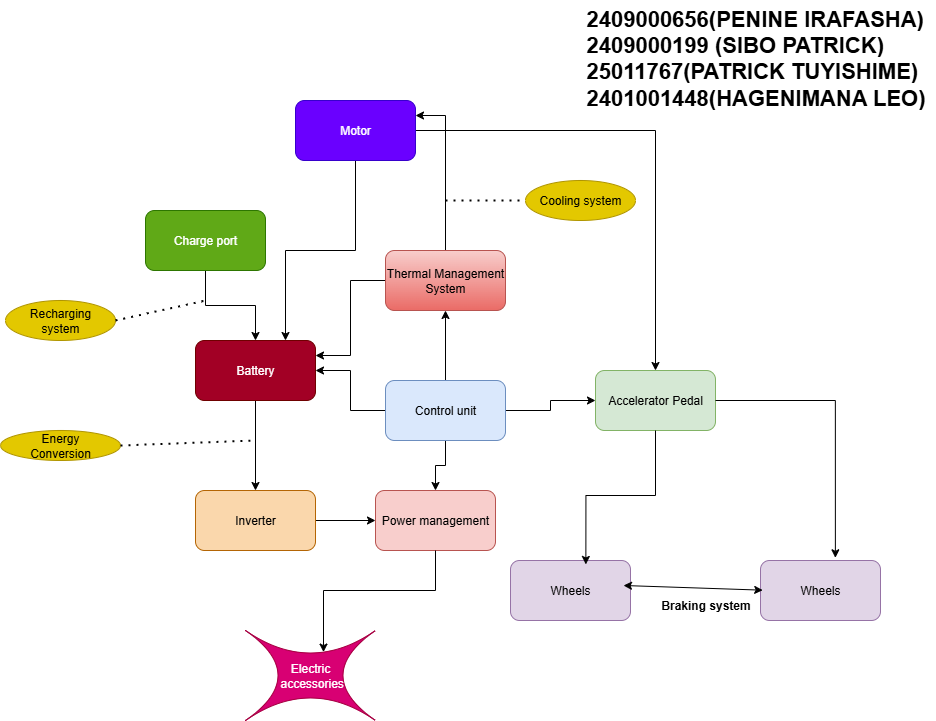 2409000656(PENINE IRAFASHA)
2409000199 (SIBO PATRICK)
25011767(PATRICK TUYISHIME)
2401001448(HAGENIMANA LEO)
Motor
Cooling system
Charge port
Thermal Management
System
Recharging
system
Battery
Control unit
Accelerator Pedal
Energy
Conversion
Inverter
Power management
Wheels
Wheels
Braking system
Electric
accessories